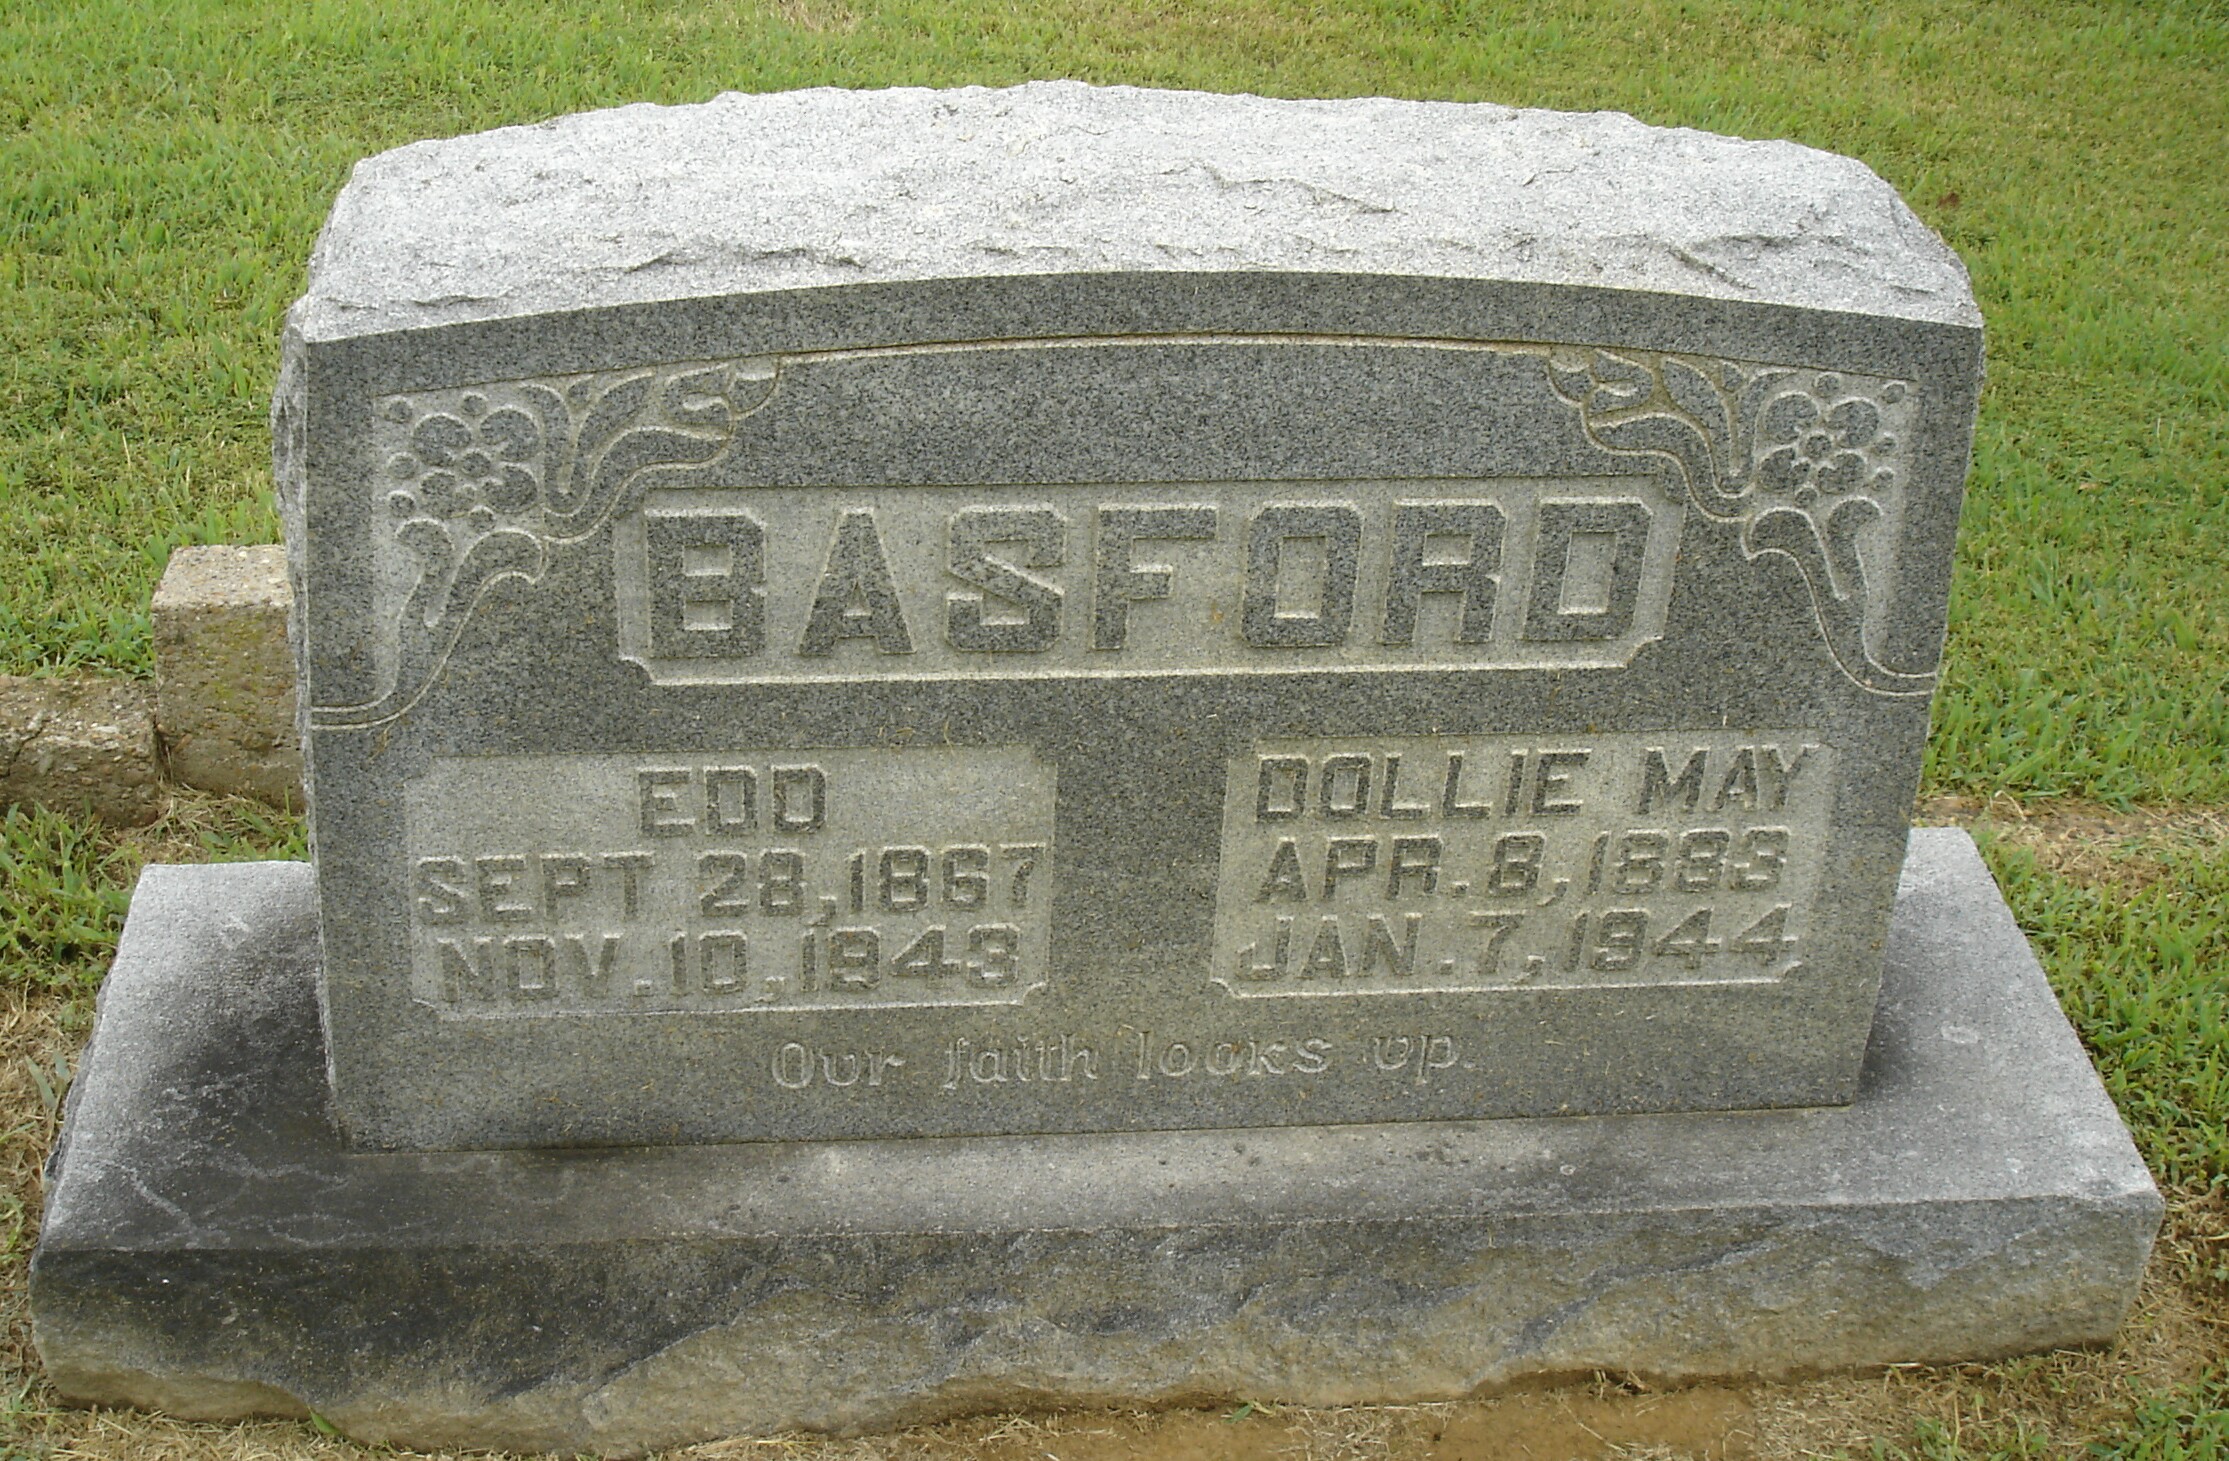 BASFORD
EDD
SEPT 28, 1867
NOV. 10, 1943
DOLLIE MAY
APR. 8, 1883
JAN. 7, 1944
Our faith looks up.